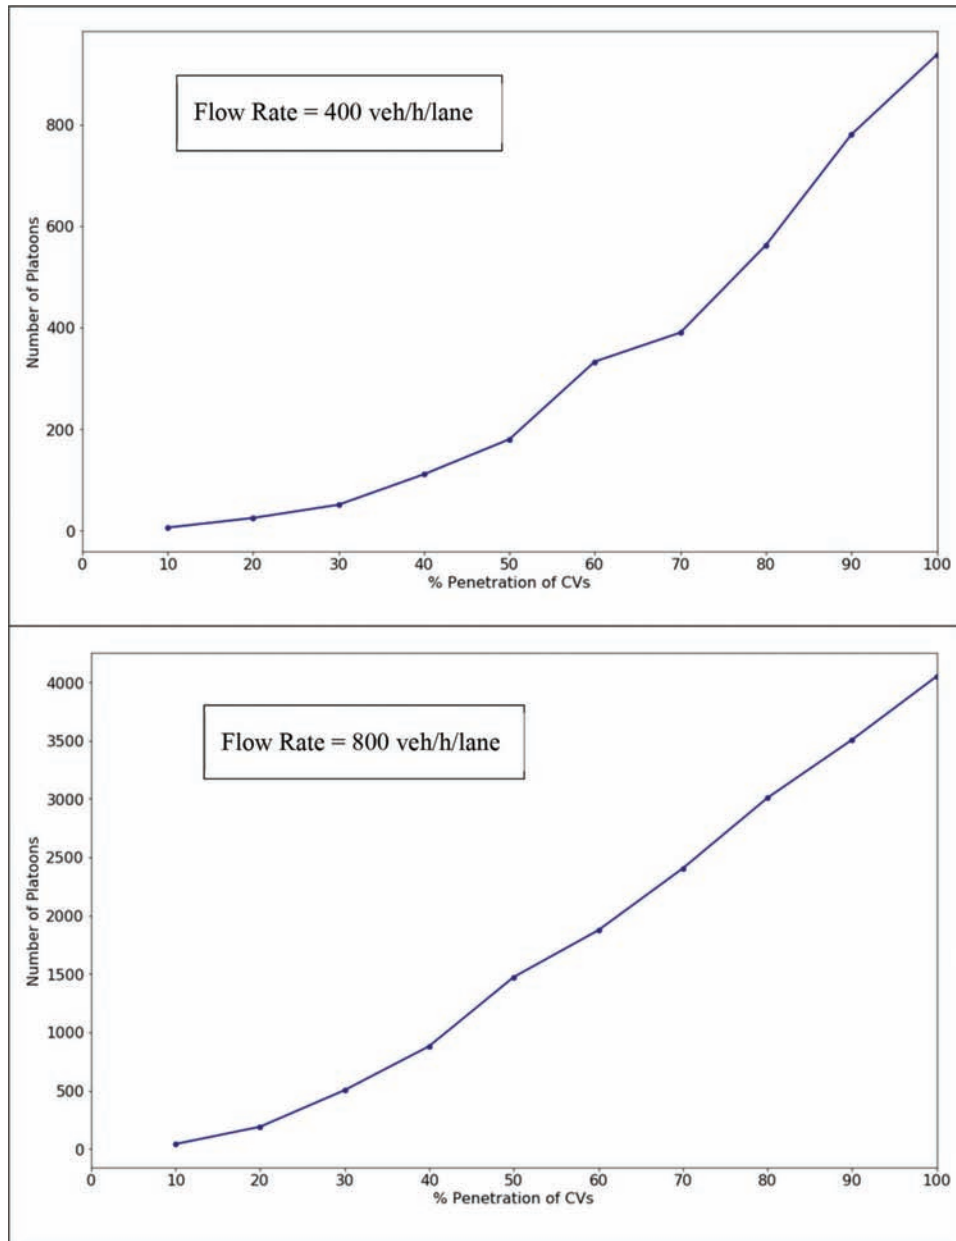 Flow Rate = 400 veh/h/lane
800
600
400
200
0
Number of Platoons
0 10 20 30 40 50 60 70 80 90 100
% Penetration of CVs
Flow Rate = 800 veh/h/lane
4000
3500
3000
2500
2000
1500
1000
500
0
Number of Platoons
0 10 20 30 40 50 60 70 80 90 100
% Penetration of CVs